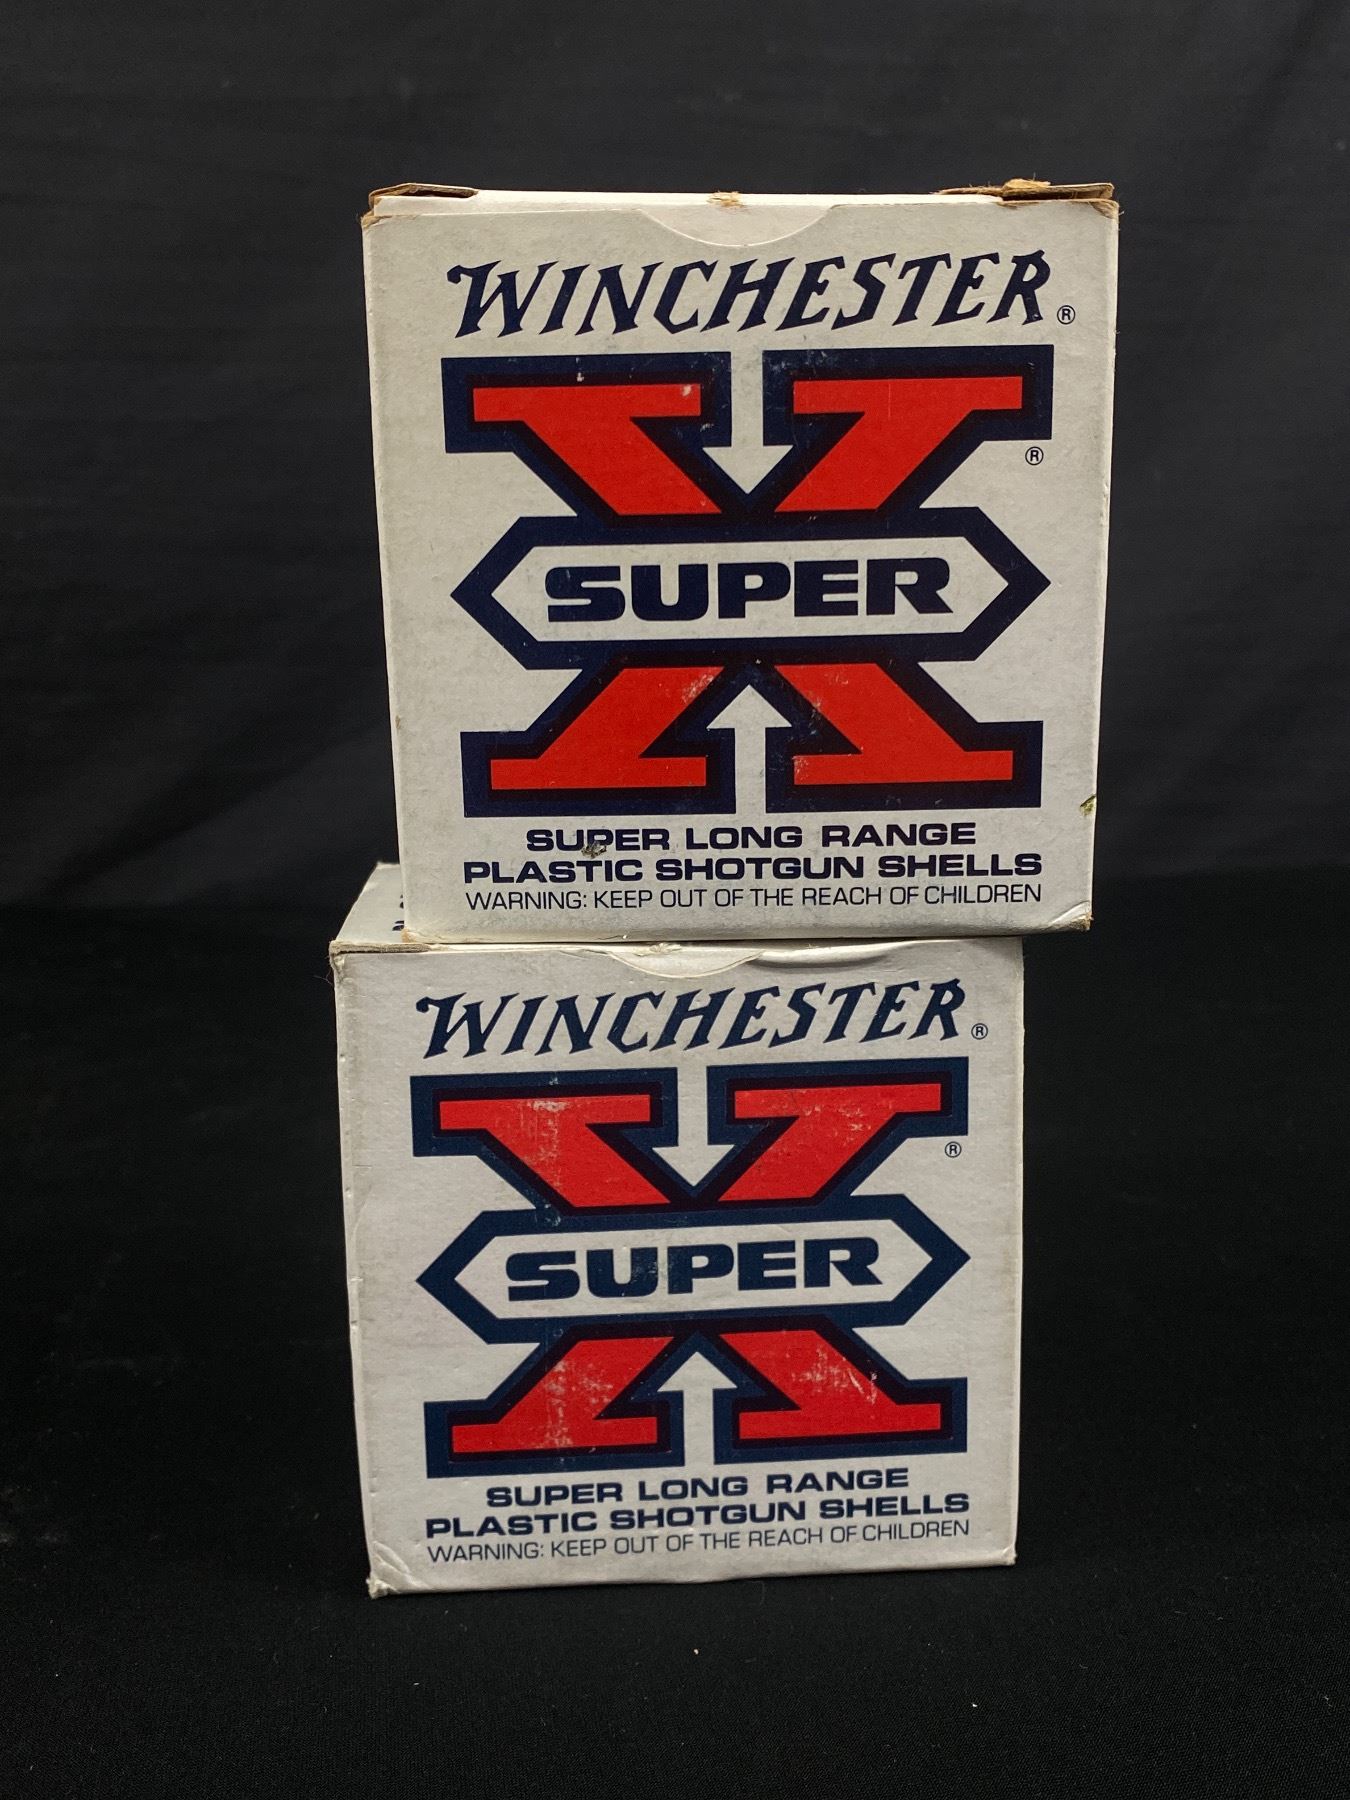 WINCHESTER®
X®
SUPER
SUPER LONG RANGE
PLASTIC SHOTGUN SHELLS
WARNING: KEEP OUT OF THE REACH OF CHILDREN
WINCHESTER®
X®
SUPER
SUPER LONG RANGE
PLASTIC SHOTGUN SHELLS
WARNING: KEEP OUT OF THE REACH OF CHILDREN